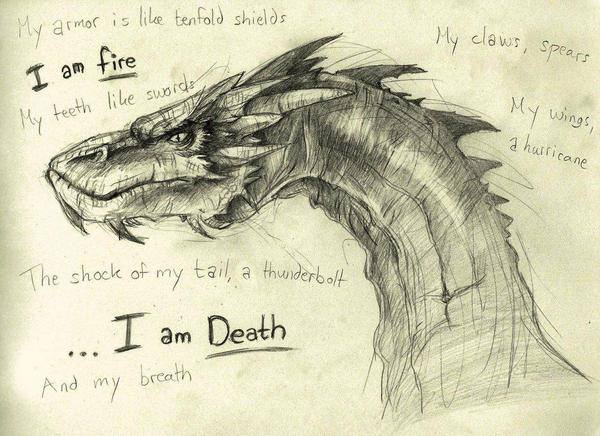 My armor is like tenfold shields
I am fire
My teeth like swords
My claws, spears
My wings,
a hurricane
The shock of my tail, a thunderbolt
... I am Death
And my breath